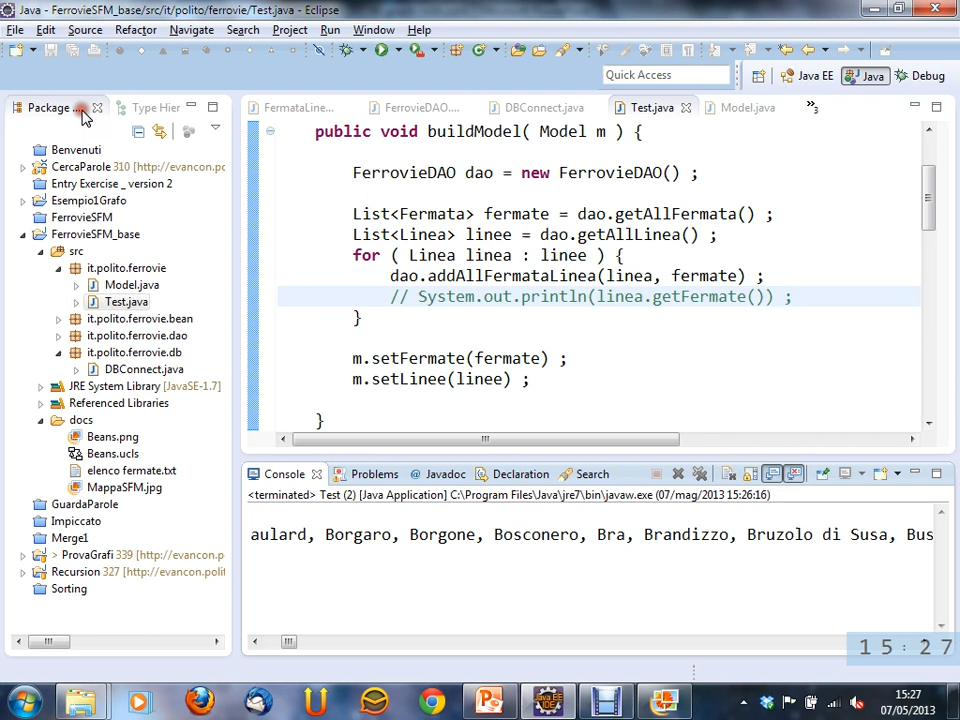 Java - FerrovieSFM_base/src/it/polito/ferrovie/Test.java - Eclipse
File Edit Source Refactor Navigate Search Project Run Window Help
Quick Access
Java EE Java Debug
Package ... Type Hier
FermataLine... FerrovieDAO.... DBConnect.java Test.java Model.java »3
Benvenuti
CercaParole 310 [http://evancon.pc
Entry Exercise _ version 2
Esempio1Grafo
FerrovieSFM
FerrovieSFM_base
src
it.polito.ferrovie
Model.java
Test.java
it.polito.ferrovie.bean
it.polito.ferrovie.dao
it.polito.ferrovie.db
DBConnect.java
JRE System Library [JavaSE-1.7]
Referenced Libraries
docs
Beans.png
Beans.ucls
elenco fermate.txt
MappaSFM.jpg
GuardaParole
Impiccato
Merge1
> ProvaGrafi 339 [http://evancon.po
Recursion 327 [http://evancon.polit
Sorting
public void buildModel( Model m ) {
FerrovieDAO dao = new FerrovieDAO() ;
List<Fermata> fermate = dao.getAllFermata() ;
List<Linea> linee = dao.getAllLinea() ;
for ( Linea linea : linee ) {
dao.addAllFermataLinea(linea, fermate) ;
// System.out.println(linea.getFermate()) ;
}
m.setFermate(fermate) ;
m.setLinee(linee) ;
}
Console Problems @ Javadoc Declaration Search
<terminated> Test (2) [Java Application] C:\Program Files\Java\jre7\bin\javaw.exe (07/mag/2013 15:26:16)
aulard, Borgaro, Borgone, Bosconero, Bra, Brandizzo, Bruzolo di Susa, Bus
15:27
Java EE IDE
15:27
07/05/2013